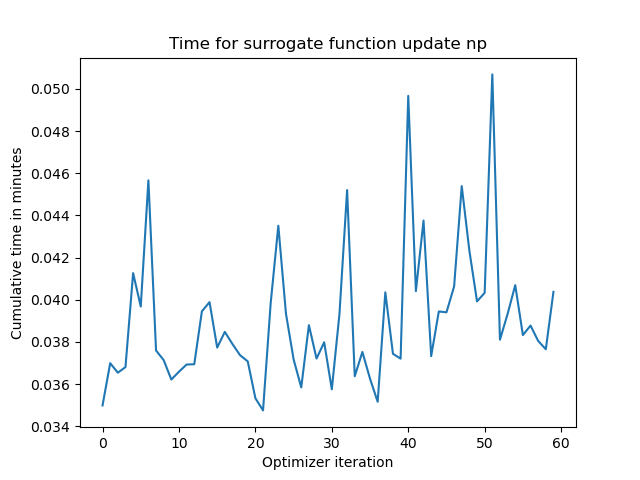 Time for surrogate function update np
Cumulative time in minutes
0.050
0.048
0.046
0.044
0.042
0.040
0.038
0.036
0.034
0 10 20 30 40 50 60
Optimizer iteration